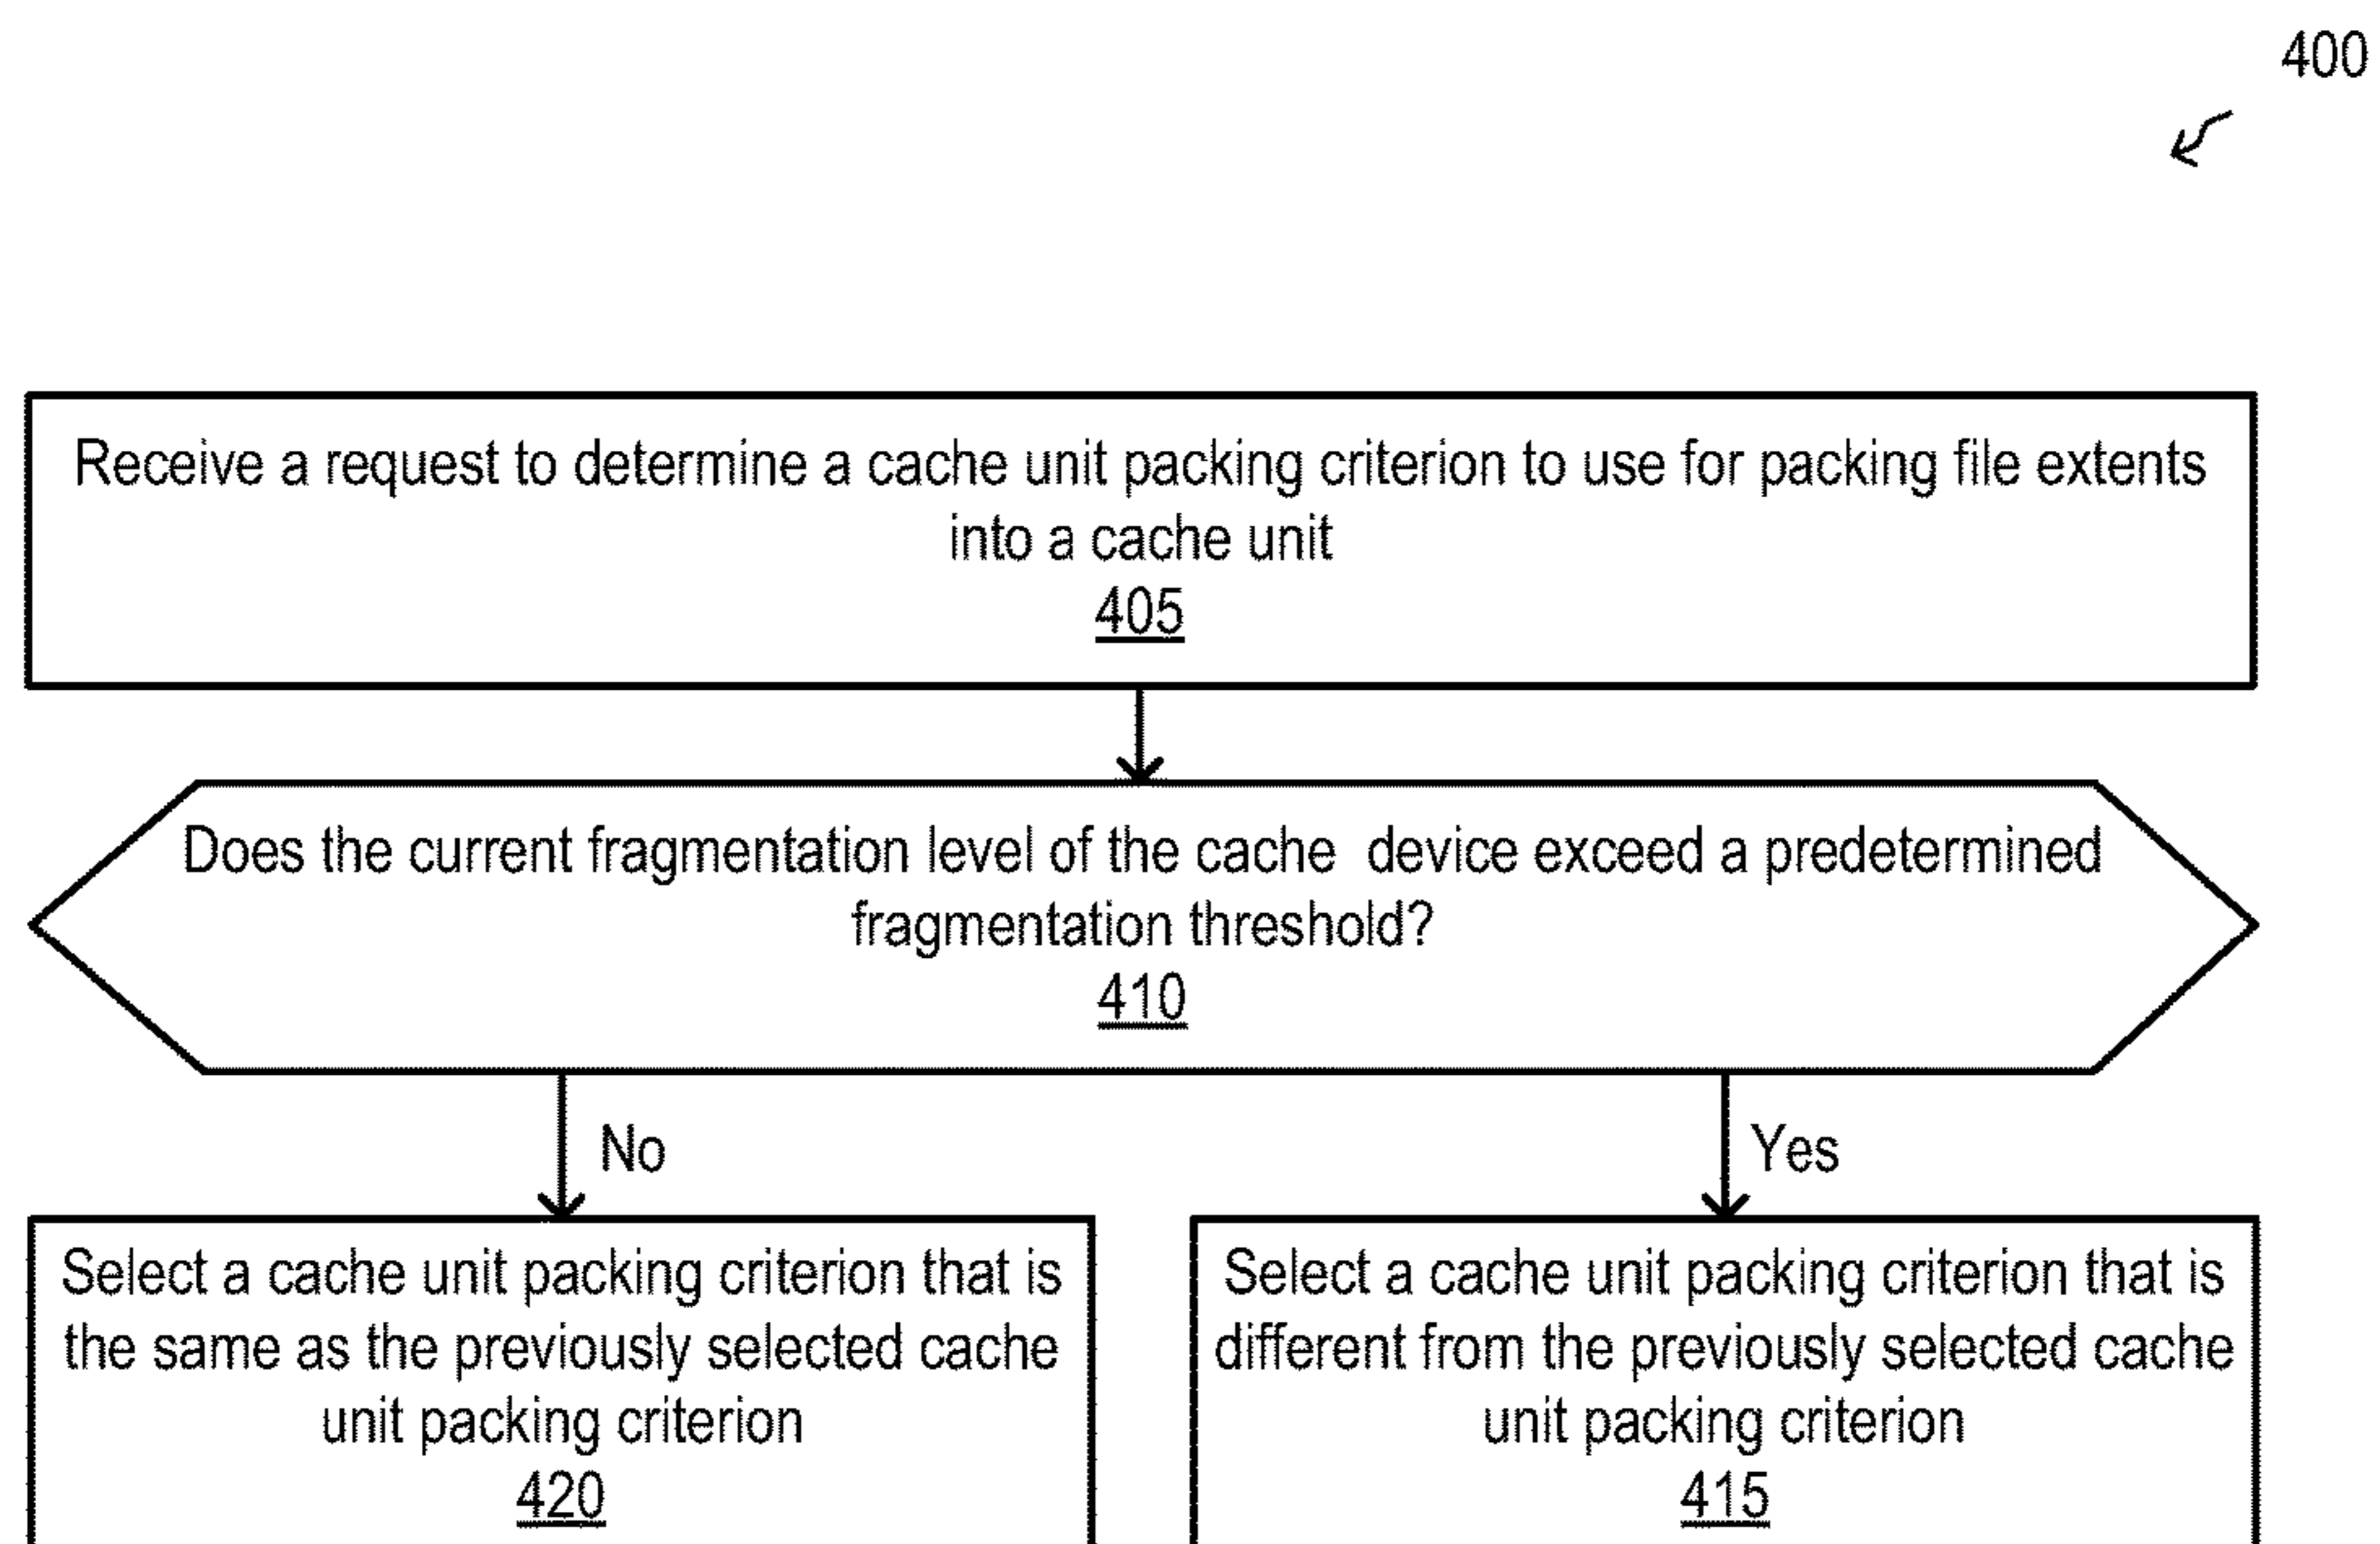 400
Receive a request to determine a cache unit packing criterion to use for packing file extents
into a cache unit
405
Does the current fragmentation level of the cache device exceed a predetermined
fragmentation threshold?
410
No
Yes
Select a cache unit packing criterion that is
the same as the previously selected cache
unit packing criterion
420
Select a cache unit packing criterion that is
different from the previously selected cache
unit packing criterion
415